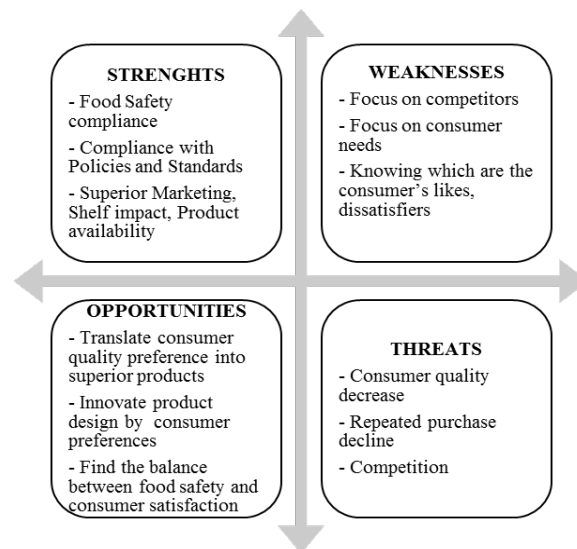 STRENGHTS
- Food Safety
compliance
- Compliance with
Policies and Standards
- Superior Marketing,
Shelf impact, Product
availability
WEAKNESSES
- Focus on competitors
- Focus on consumer
needs
- Knowing which are the
consumer's likes,
dissatisfiers
OPPORTUNITIES
- Translate consumer
quality preference into
superior products
- Innovate product
design by consumer
preferences
- Find the balance
between food safety and
consumer satisfaction
THREATS
- Consumer quality
decrease
- Repeated purchase
decline
- Competition